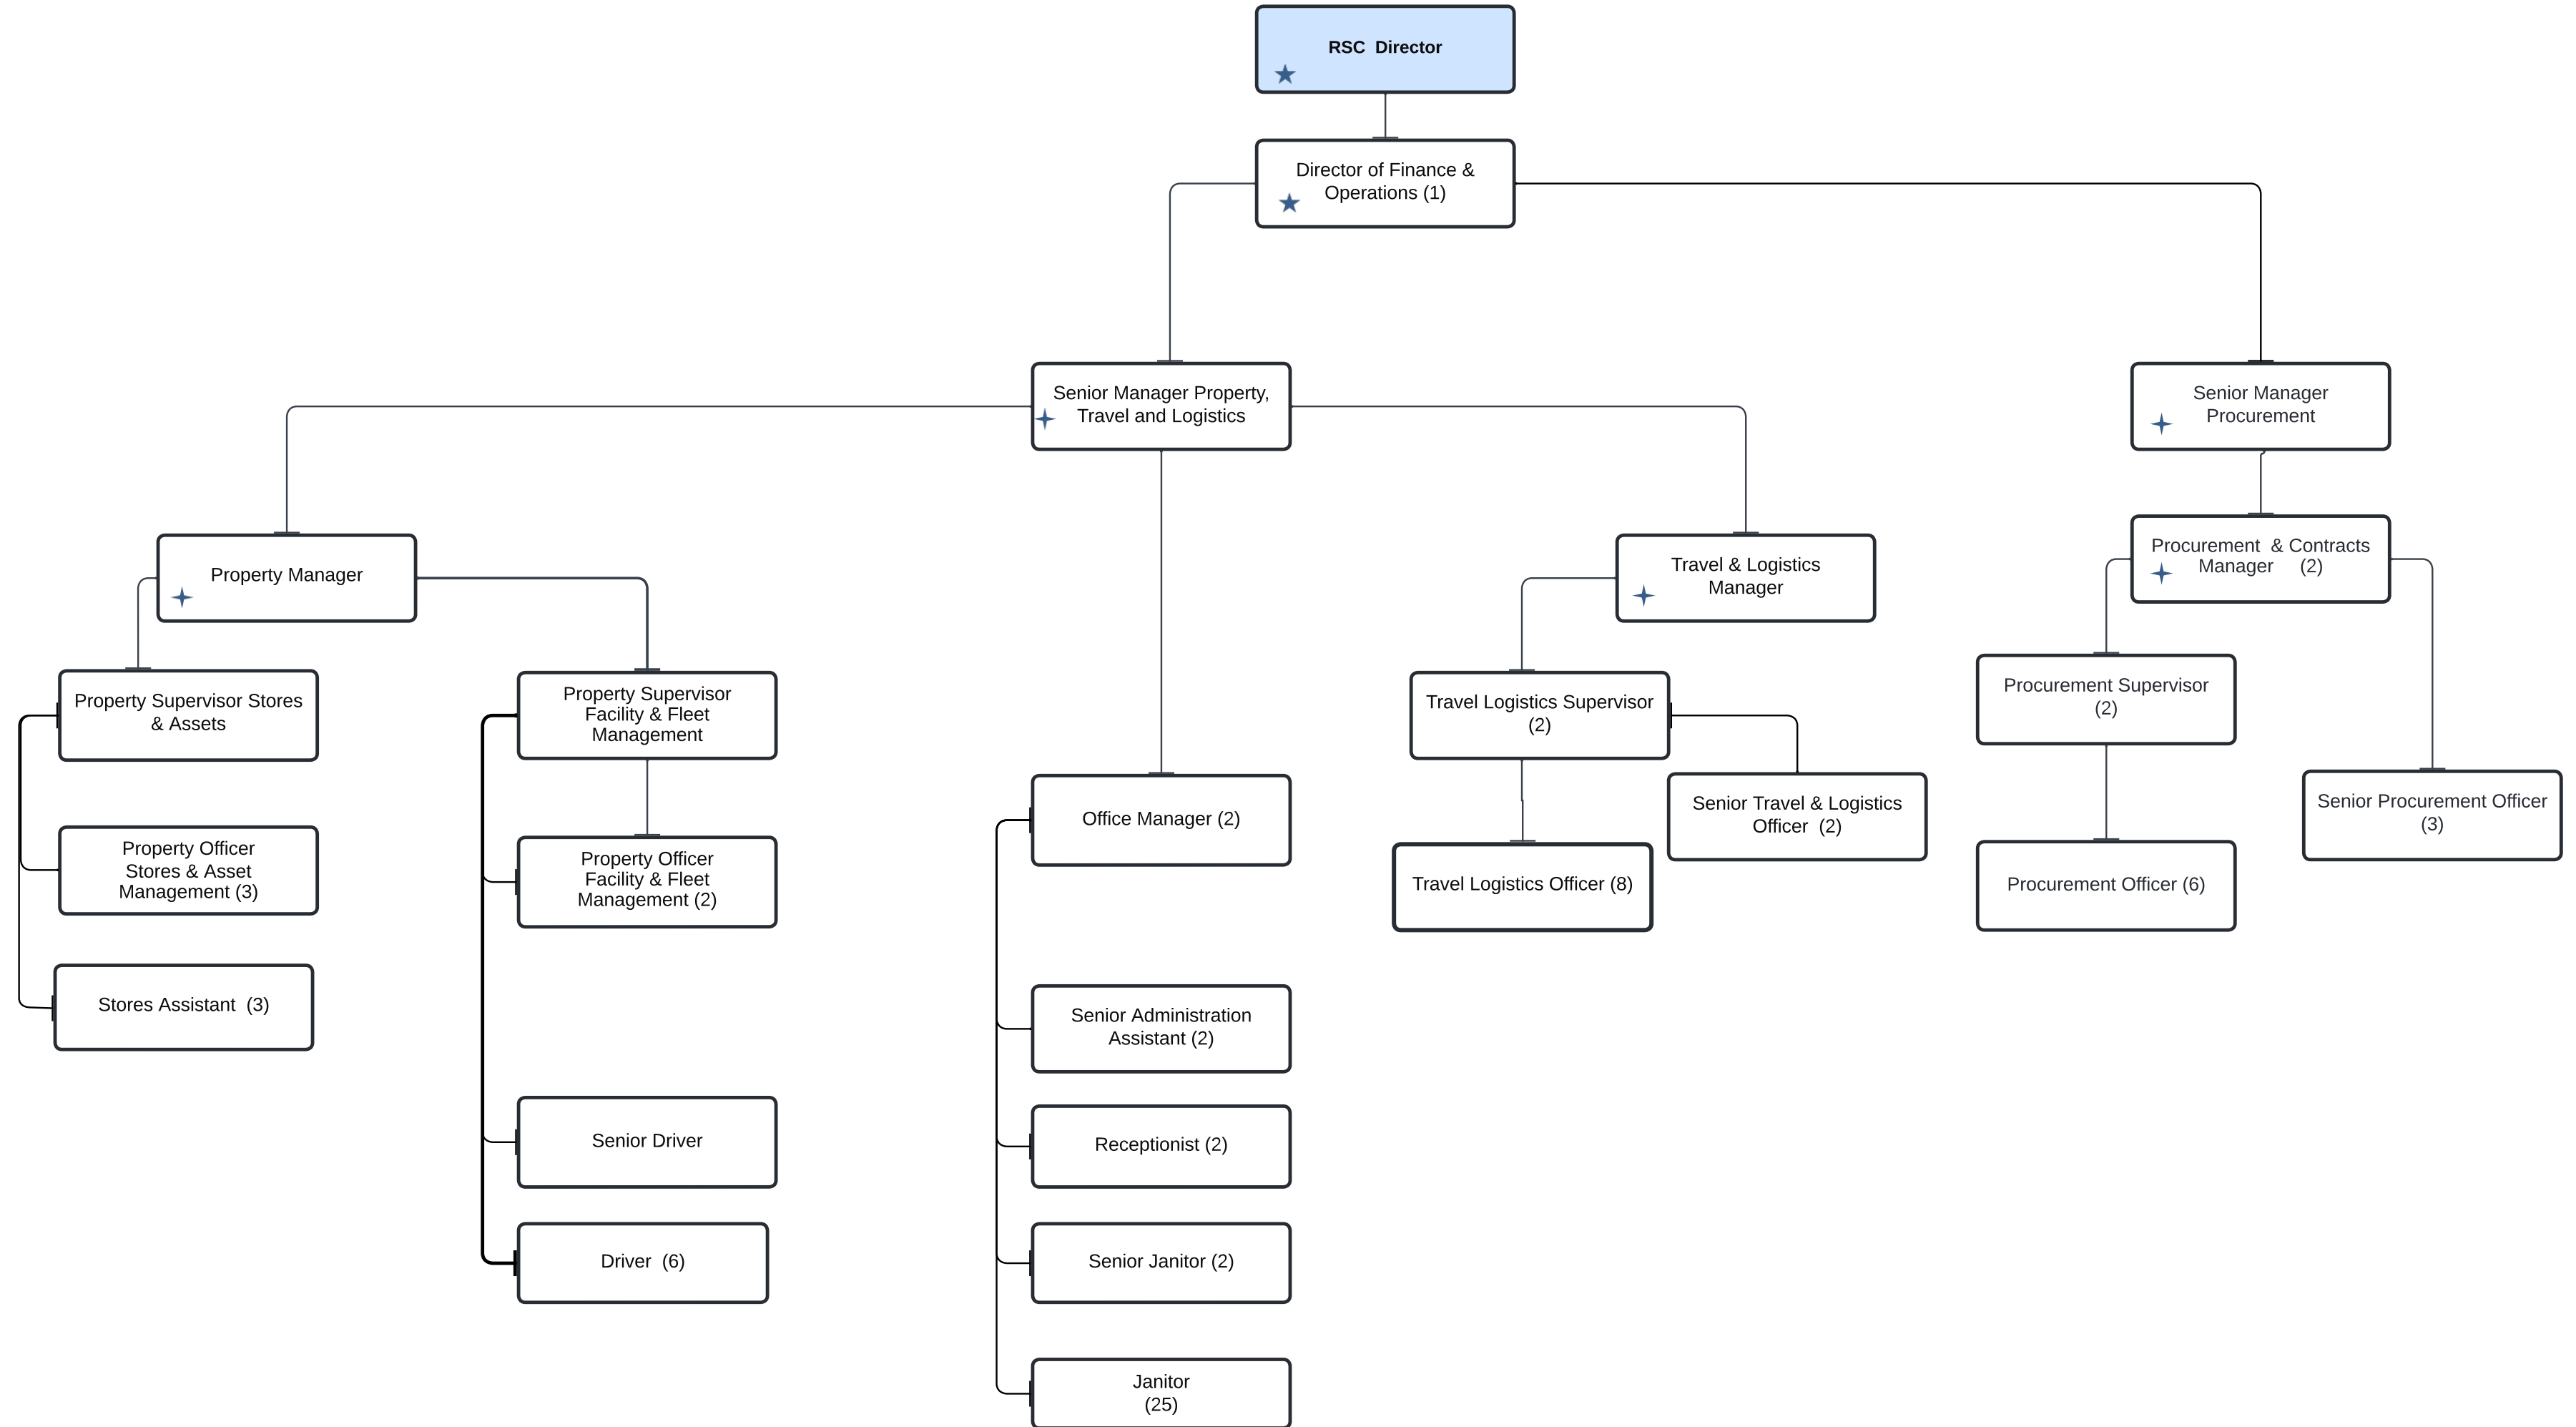 RSC  Director
Director of Finance &
Operations (1)
Senior Manager Property,
Travel and Logistics
Senior Manager
Procurement
Property Manager
Travel & Logistics
Manager
Procurement  & Contracts
Manager     (2)
Property Supervisor Stores
& Assets
Property Supervisor
Facility & Fleet
Management
Travel Logistics Supervisor
(2)
Procurement Supervisor
(2)
Office Manager (2)
Senior Travel & Logistics
Officer  (2)
Senior Procurement Officer
(3)
Property Officer
Stores & Asset
Management (3)
Property Officer
Facility & Fleet
Management (2)
Travel Logistics Officer (8)
Procurement Officer (6)
Stores Assistant  (3)
Senior Administration
Assistant (2)
Senior Driver
Receptionist (2)
Driver  (6)
Senior Janitor (2)
Janitor
(25)